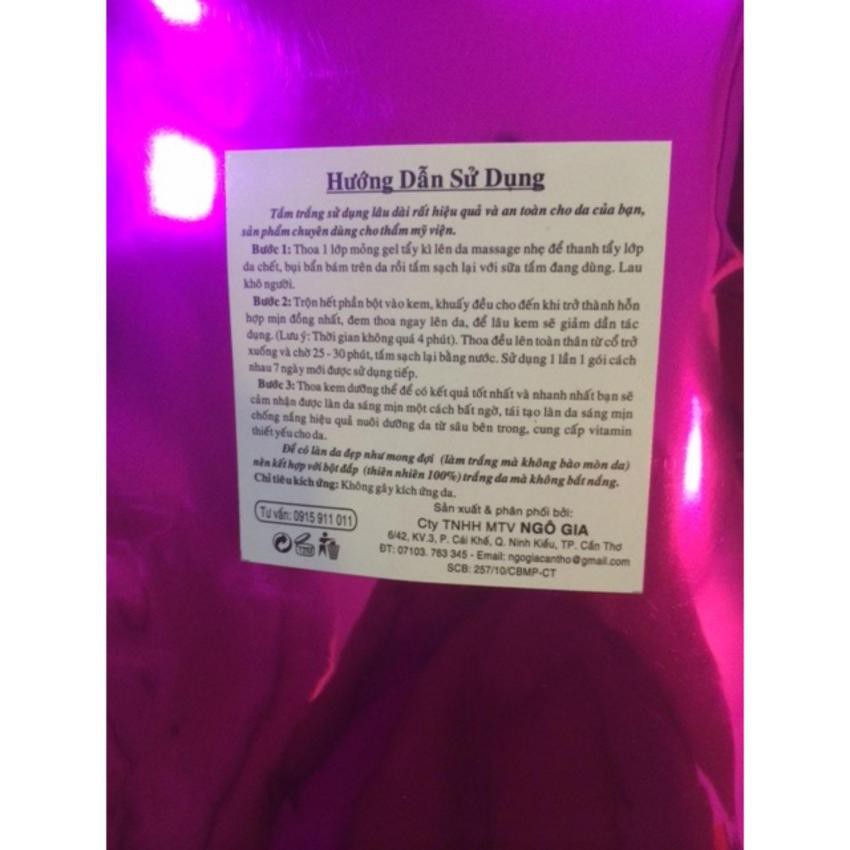 Hướng Dẫn Sử Dụng
Tắm trắng sử dụng lâu dài rất hiệu quả và an toàn cho da của bạn,
sản phẩm chuyên dùng cho thẩm mỹ viện.
Bước 1: Thoa 1 lớp mỏng gel tẩy kì lên da massage nhẹ để thanh tẩy lớp
da chết, bụi bẩn bám trên da rồi tắm sạch lại với sữa tắm đang dùng. Lau
khô người.
Bước 2: Trộn hết phần bột vào kem, khuấy đều cho đến khi trở thành hỗn
hợp mịn đồng nhất, đem thoa ngay lên da, để lâu kem sẽ giảm dần tác
dụng. (Lưu ý: Thời gian không quá 4 phút). Thoa đều lên toàn thân từ cổ trở
xuống và chờ 25 - 30 phút, tắm sạch lại bằng nước. Sử dụng 1 lần 1 gói cách
nhau 7 ngày mới được sử dụng tiếp.
Bước 3: Thoa kem dưỡng thể để có kết quả tốt nhất và nhanh nhất bạn sẽ
cảm nhận được làn da sáng mịn một cách bất ngờ, tái tạo làn da sáng mịn
chống nắng hiệu quả nuôi dưỡng da từ sâu bên trong, cung cấp vitamin
thiết yếu cho da.
Để có làn da đẹp như mong đợi (làm trắng mà không bào mòn da)
nên kết hợp với bột đắp (thiên nhiên 100%) trắng da mà không bắt nắng.
Chỉ tiêu kích ứng: Không gây kích ứng da.
Tư vấn: 0915 911 011
12M
Sản xuất & phân phối bởi:
Cty TNHH MTV NGÔ GIA
6/42, KV.3, P. Cái Khế, Q. Ninh Kiều, TP. Cần Thơ
ĐT: 07103. 763 345 - Email: ngogiacantho@gmail.com
SCB: 257/10/CBMP-CT